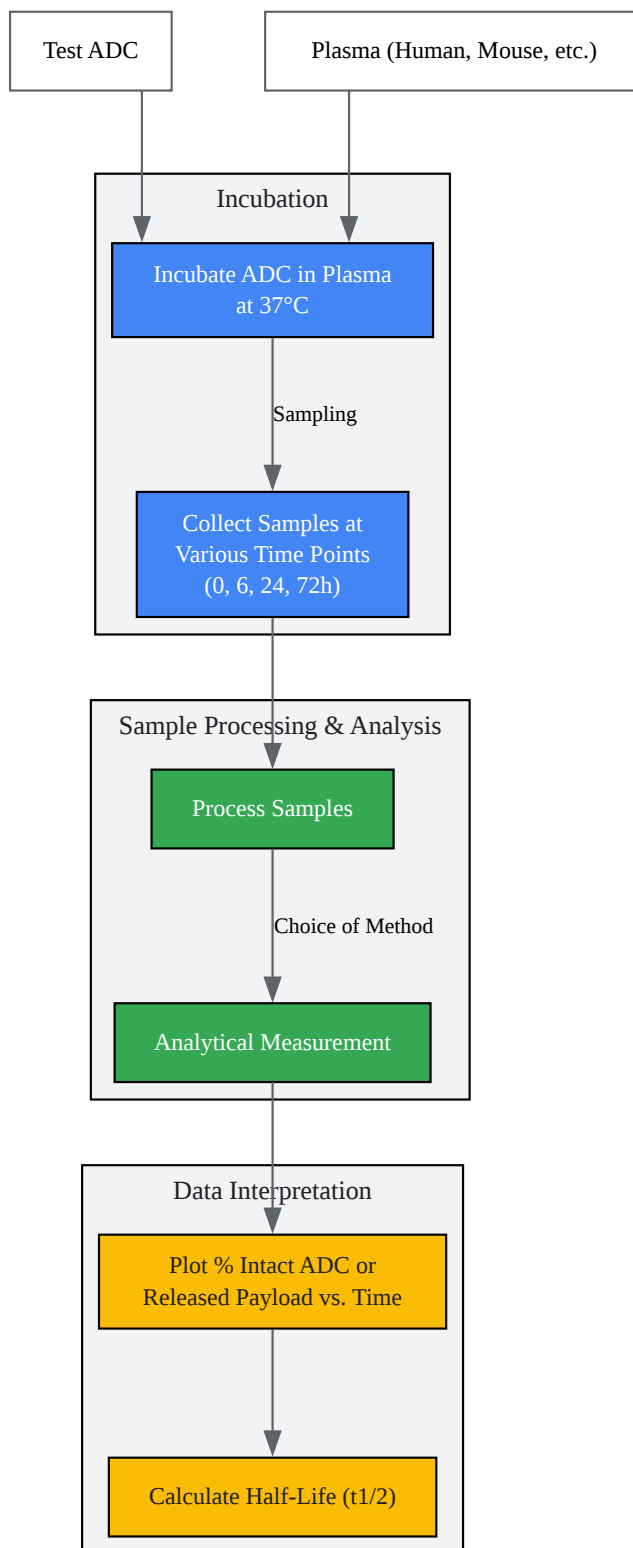 Test ADC
Plasma (Human, Mouse, etc.)
Incubation
Incubate ADC in Plasma
at 37°C
Sampling
Collect Samples at
Various Time Points
(0, 6, 24, 72h)
Sample Processing & Analysis
Process Samples
Choice of Method
Analytical Measurement
Data Interpretation
Plot % Intact ADC or
Released Payload vs. Time
Calculate Half-Life (t1/2)